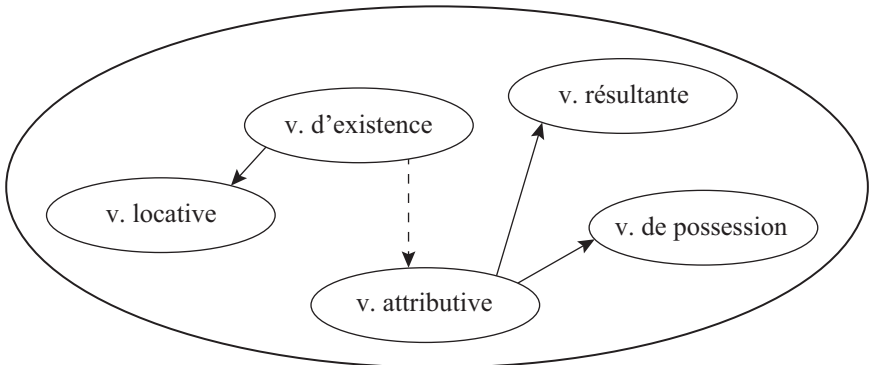 v. résultante
v. d’existence
v. locative
v. de possession
v. attributive